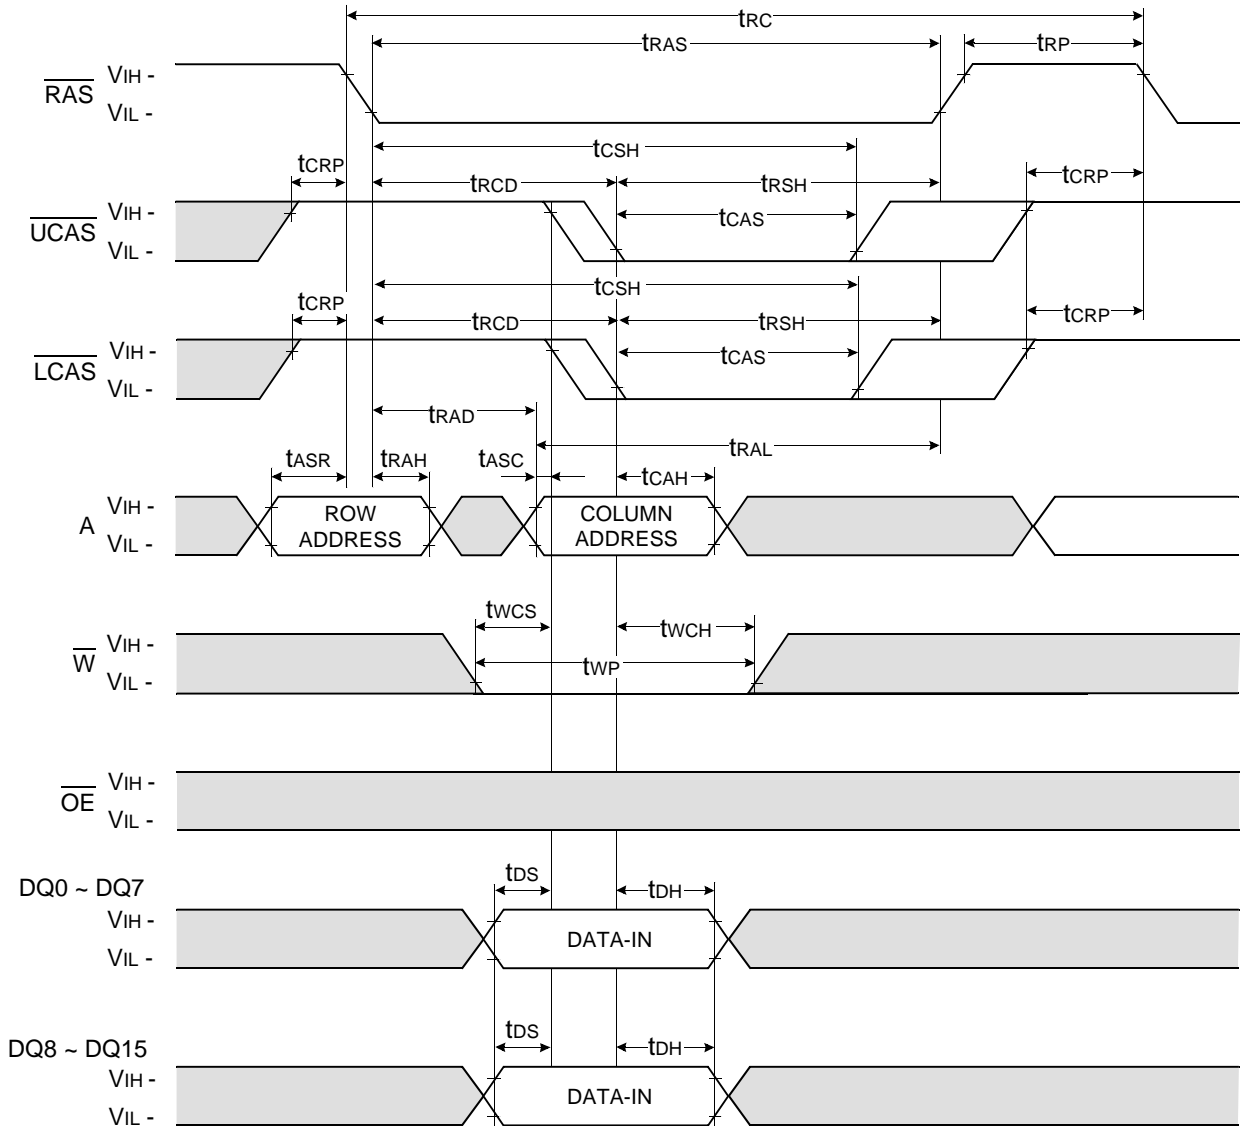 tRC
tRAS
tRP
RAS
VIH -
VIL -
tCSH
tCRP
tRCD
tRSH
tCRP
UCAS
VIH -
VIL -
tCAS
tCSH
tCRP
tRCD
tRSH
tCRP
LCAS
VIH -
VIL -
tCAS
tRAD
tRAL
tASR
tRAH
tASC
tCAH
A
VIH -
VIL -
ROW
ADDRESS
COLUMN
ADDRESS
tWCS
tWCH
W
VIH -
VIL -
tWP
OE
VIH -
VIL -
DQ0 ~ DQ7
tDS
tDH
VIH -
VIL -
DATA-IN
DQ8 ~ DQ15
tDS
tDH
VIH -
VIL -
DATA-IN